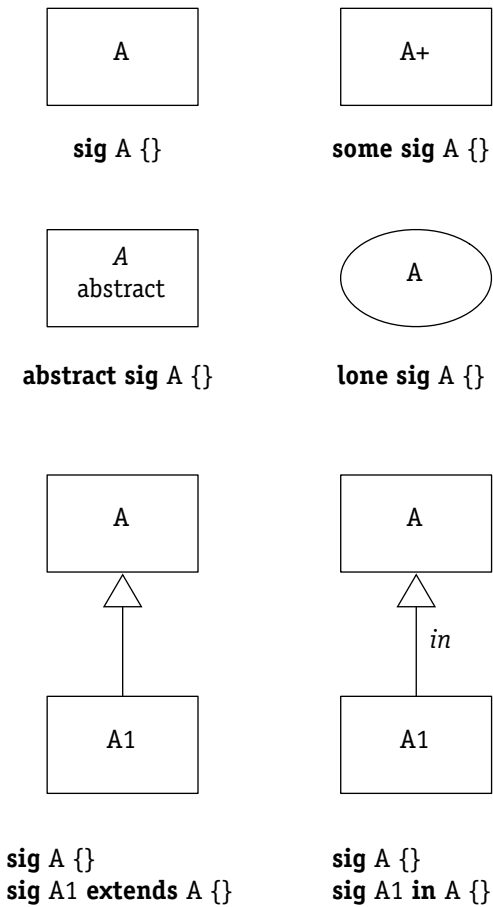 A
A+
sig A {}
some sig A {}
A
abstract
A
abstract sig A {}
lone sig A {}
A
A
in
A1
A1
sig A {}
sig A1 extends A {}
sig A {}
sig A1 in A {}